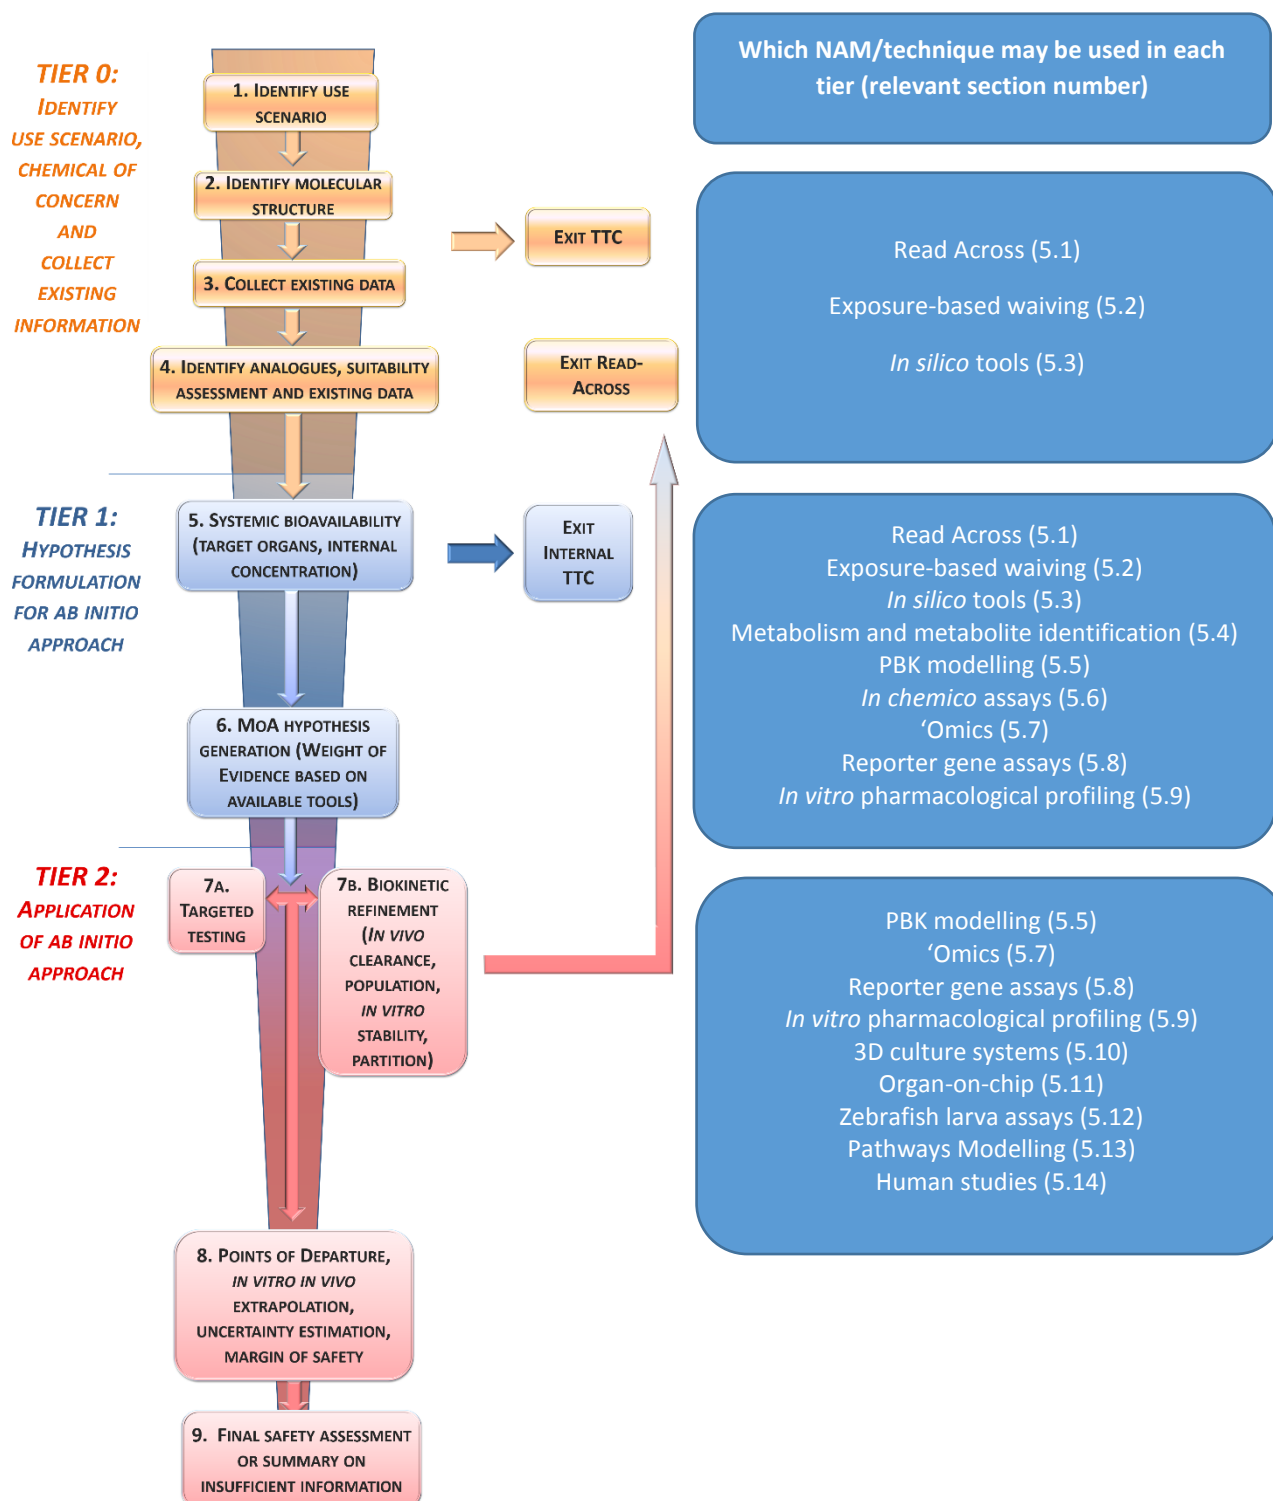 TIER 0:
IDENTIFY
USE SCENARIO,
CHEMICAL OF
CONCERN
AND
COLLECT
EXISTING
INFORMATION
1. IDENTIFY USE
SCENARIO
2. IDENTIFY MOLECULAR
STRUCTURE
3. COLLECT EXISTING DATA
4. IDENTIFY ANALOGUES, SUITABILITY
ASSESSMENT AND EXISTING DATA
EXIT TTC
EXIT READ-
ACROSS
Which NAM/technique may be used in each
tier (relevant section number)
Read Across (5.1)
Exposure-based waiving (5.2)
In silico tools (5.3)
TIER 1:
HYPOTHESIS
FORMULATION
FOR AB INITIO
APPROACH
5. SYSTEMIC BIOAVAILABILITY
(TARGET ORGANS, INTERNAL
CONCENTRATION)
EXIT
INTERNAL
TTC
6. MOA HYPOTHESIS
GENERATION (WEIGHT OF
EVIDENCE BASED ON
AVAILABLE TOOLS)
Read Across (5.1)
Exposure-based waiving (5.2)
In silico tools (5.3)
Metabolism and metabolite identification (5.4)
PBK modelling (5.5)
In chemico assays (5.6)
‘Omics (5.7)
Reporter gene assays (5.8)
In vitro pharmacological profiling (5.9)
TIER 2:
APPLICATION
OF AB INITIO
APPROACH
7A.
TARGETED
TESTING
7B. BIOKINETIC
REFINEMENT
(IN VIVO
CLEARANCE,
POPULATION,
IN VITRO
STABILITY,
PARTITION)
PBK modelling (5.5)
‘Omics (5.7)
Reporter gene assays (5.8)
In vitro pharmacological profiling (5.9)
3D culture systems (5.10)
Organ-on-chip (5.11)
Zebrafish larva assays (5.12)
Pathways Modelling (5.13)
Human studies (5.14)
8. POINTS OF DEPARTURE,
IN VITRO IN VIVO
EXTRAPOLATION,
UNCERTAINTY ESTIMATION,
MARGIN OF SAFETY
9. FINAL SAFETY ASSESSMENT
OR SUMMARY ON
INSUFFICIENT INFORMATION